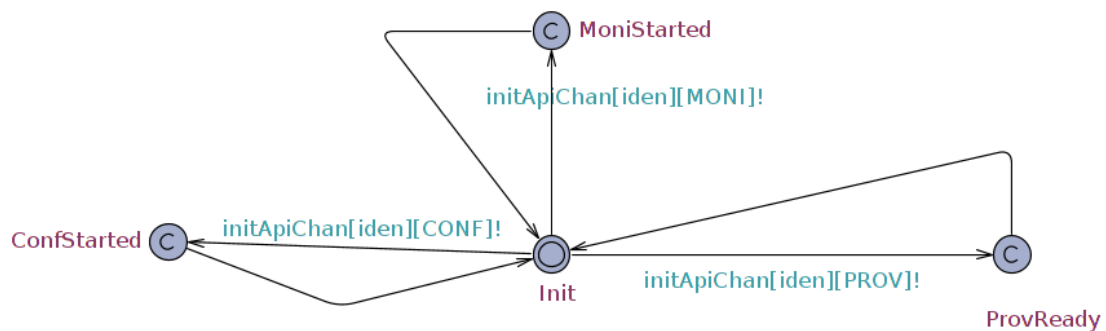 MoniStarted
initApiChan[iden][MONI]!
initApiChan[iden][CONF]!
ConfStarted
initApiChan[iden][PROV]!
Init
ProvReady
C
C
C